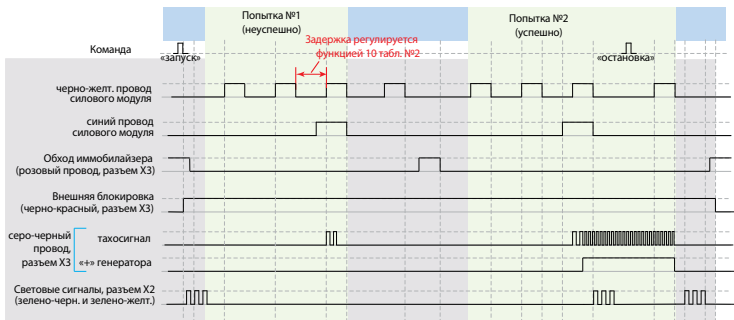 Попытка №1
(неуспешно)
Попытка №2
(успешно)
Задержка регулируется
функцией 10 табл. №2
Команда
«запуск»
«остановка»
черно-желт. провод
силового модуля
синий провод
силового модуля
Обход иммобилайзера
(розовый провод, разъем X3)
Внешняя блокировка
(черно-красный, разъем X3)
серо-черный
провод,
разъем X3
тахосигнал
«+» генератора
Световые сигналы, разъем X2
(зелено-черн. и зелено-желт.)